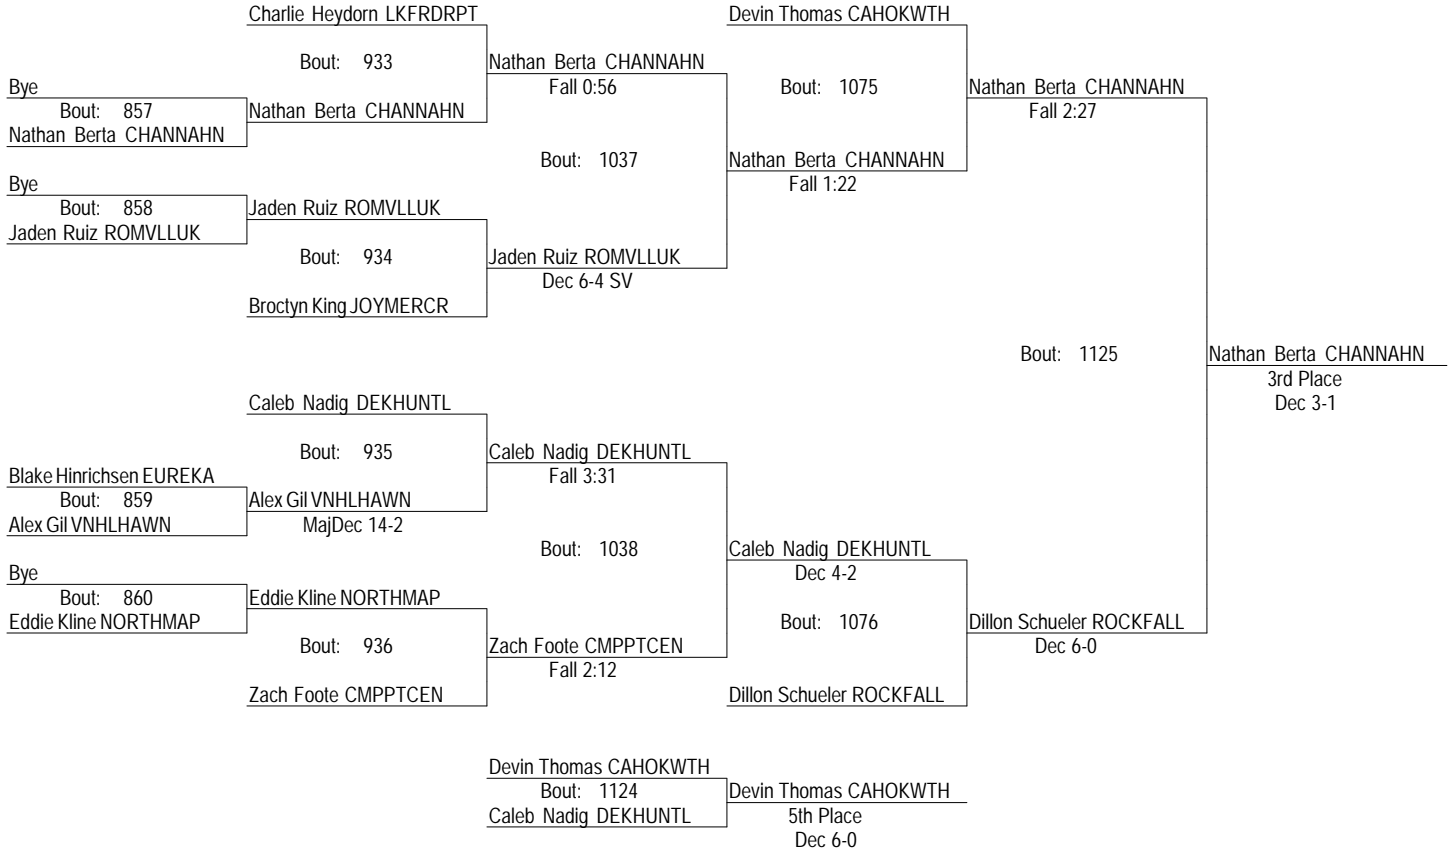 Charlie Heydorn LKFRDRPT
Devin Thomas CAHOKWTH
Bout: 933
Nathan Berta CHANNAHN
Fall 0:56
Bye
Bout: 857
Nathan Berta CHANNAHN
Nathan Berta CHANNAHN
Bout: 1075
Nathan Berta CHANNAHN
Fall 2:27
Bout: 1037
Nathan Berta CHANNAHN
Fall 1:22
Bye
Bout: 858
Jaden Ruiz ROMVLLUK
Jaden Ruiz ROMVLLUK
Bout: 934
Jaden Ruiz ROMVLLUK
Dec 6-4 SV
Broctyn King JOYMERCR
Bout: 1125
Nathan Berta CHANNAHN
3rd Place
Dec 3-1
Caleb Nadig DEKHUNTL
Bout: 935
Caleb Nadig DEKHUNTL
Fall 3:31
Blake Hinrichsen EUREKA
Bout: 859
Alex Gil VNHLHAWN
Alex Gil VNHLHAWN
MajDec 14-2
Bout: 1038
Caleb Nadig DEKHUNTL
Dec 4-2
Bye
Bout: 860
Eddie Kline NORTHMAP
Eddie Kline NORTHMAP
Bout: 1076
Dillon Schueler ROCKFALL
Dec 6-0
Bout: 936
Zach Foote CMPPTCEN
Fall 2:12
Zach Foote CMPPTCEN
Dillon Schueler ROCKFALL
Devin Thomas CAHOKWTH
Bout: 1124
Caleb Nadig DEKHUNTL
Devin Thomas CAHOKWTH
5th Place
Dec 6-0